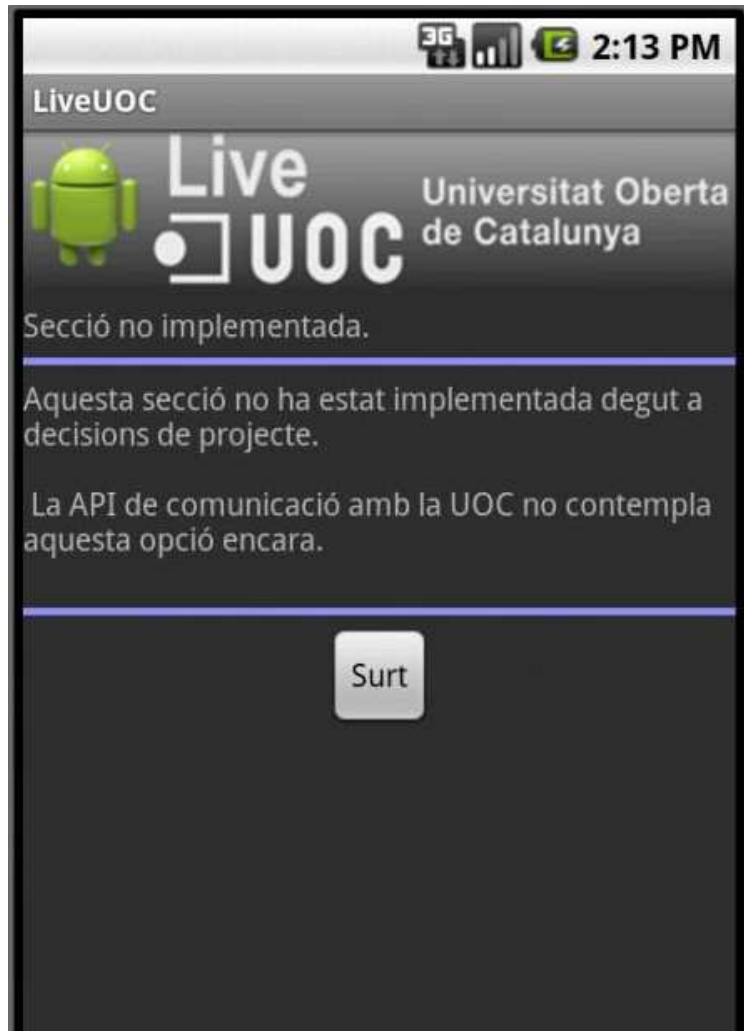 3G 2:13 PM
LiveUOC
Live
UOC
Universitat Oberta
de Catalunya
Secció no implementada.
Aquesta secció no ha estat implementada degut a
decisions de projecte.
La API de comunicació amb la UOC no contempla
aquesta opció encara.
Surt